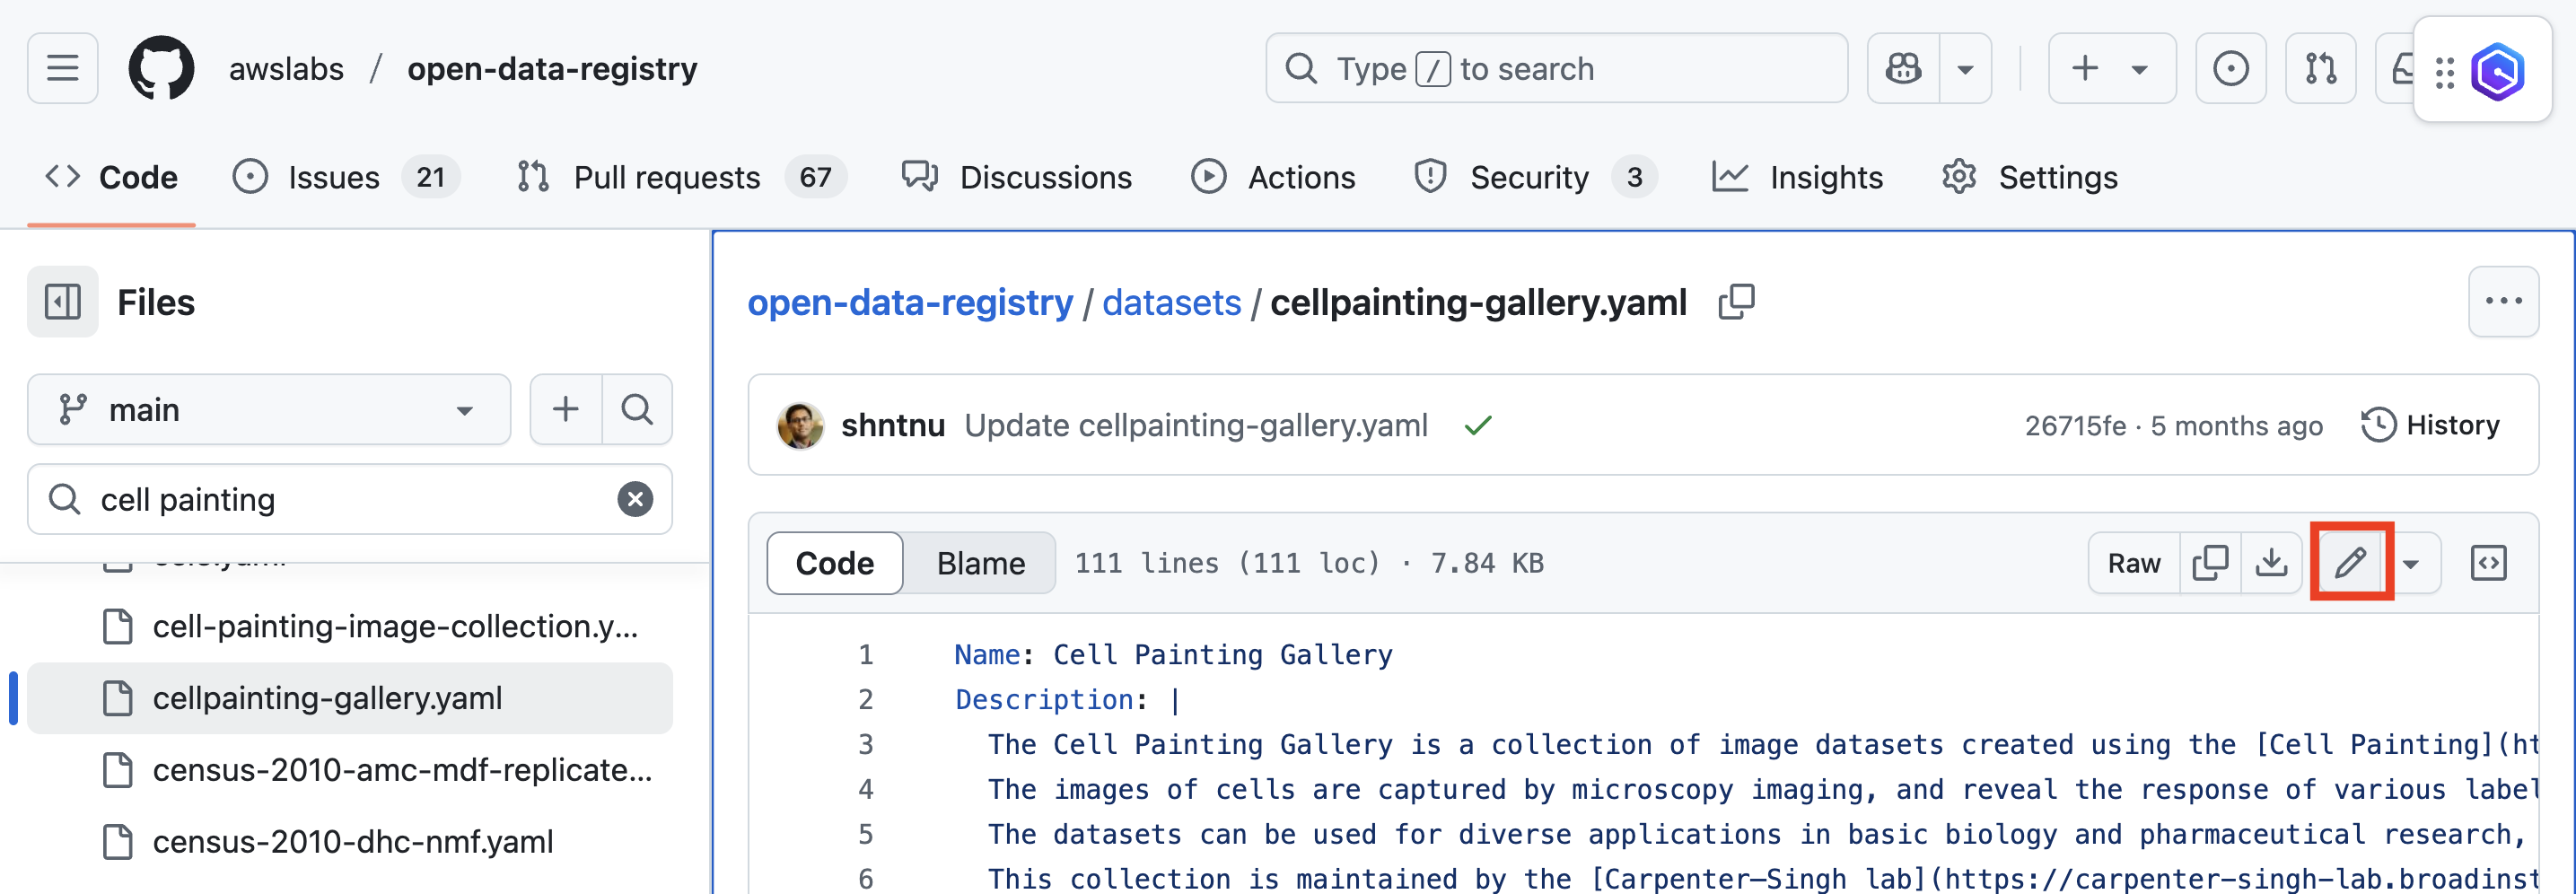 awslabs / open-data-registry
Type / to search
Code
Issues 21
Pull requests 67
Discussions
Actions
Security 3
Insights
Settings
Files
main
cell painting
cell-painting-image-collection.y...
cellpainting-gallery.yaml
census-2010-amc-mdf-replicate...
census-2010-dhc-nmf.yaml
open-data-registry / datasets / cellpainting-gallery.yaml
shntnu Update cellpainting-gallery.yaml
26715fe · 5 months ago
History
Code Blame 111 lines (111 loc) · 7.84 KB
Raw
1 Name: Cell Painting Gallery
2 Description: |
3 The Cell Painting Gallery is a collection of image datasets created using the [Cell Painting](ht
4 The images of cells are captured by microscopy imaging, and reveal the response of various label
5 The datasets can be used for diverse applications in basic biology and pharmaceutical research,
6 This collection is maintained by the [Carpenter–Singh lab](https://carpenter-singh-lab.broadinst